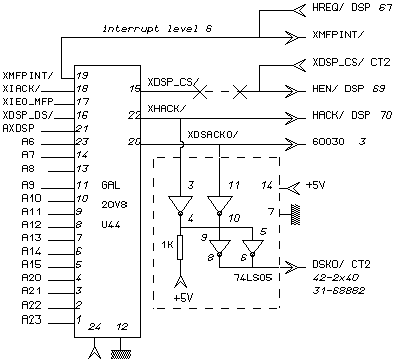 HREQ/ DSP 67
interrupt level 6
XMFPINT/
XDSP_CS/ CT2
XMFPINT/ 19
XDSP_CS/
XIACK/ 18 15
HEN/ DSP 69
XIEO_MFP 17
XHACK/
XDSP_DS/ 16 22
HACK/ DSP 70
AXDSP 21
XDSACKO/
A6 23 20
60030 3
A7 14
A8 13
A9 11 GAL 3 11 14 +5V
A10 10 20V8
A11 9 U44 4 10 7
A12 8
A13 7 1K 9 5
A14 6 8 6
A15 5 DSKO/ CT2
A20 4 74LS05 42-2x40
A21 3 +5V 31-68882
A22 2
A23 1
24 12